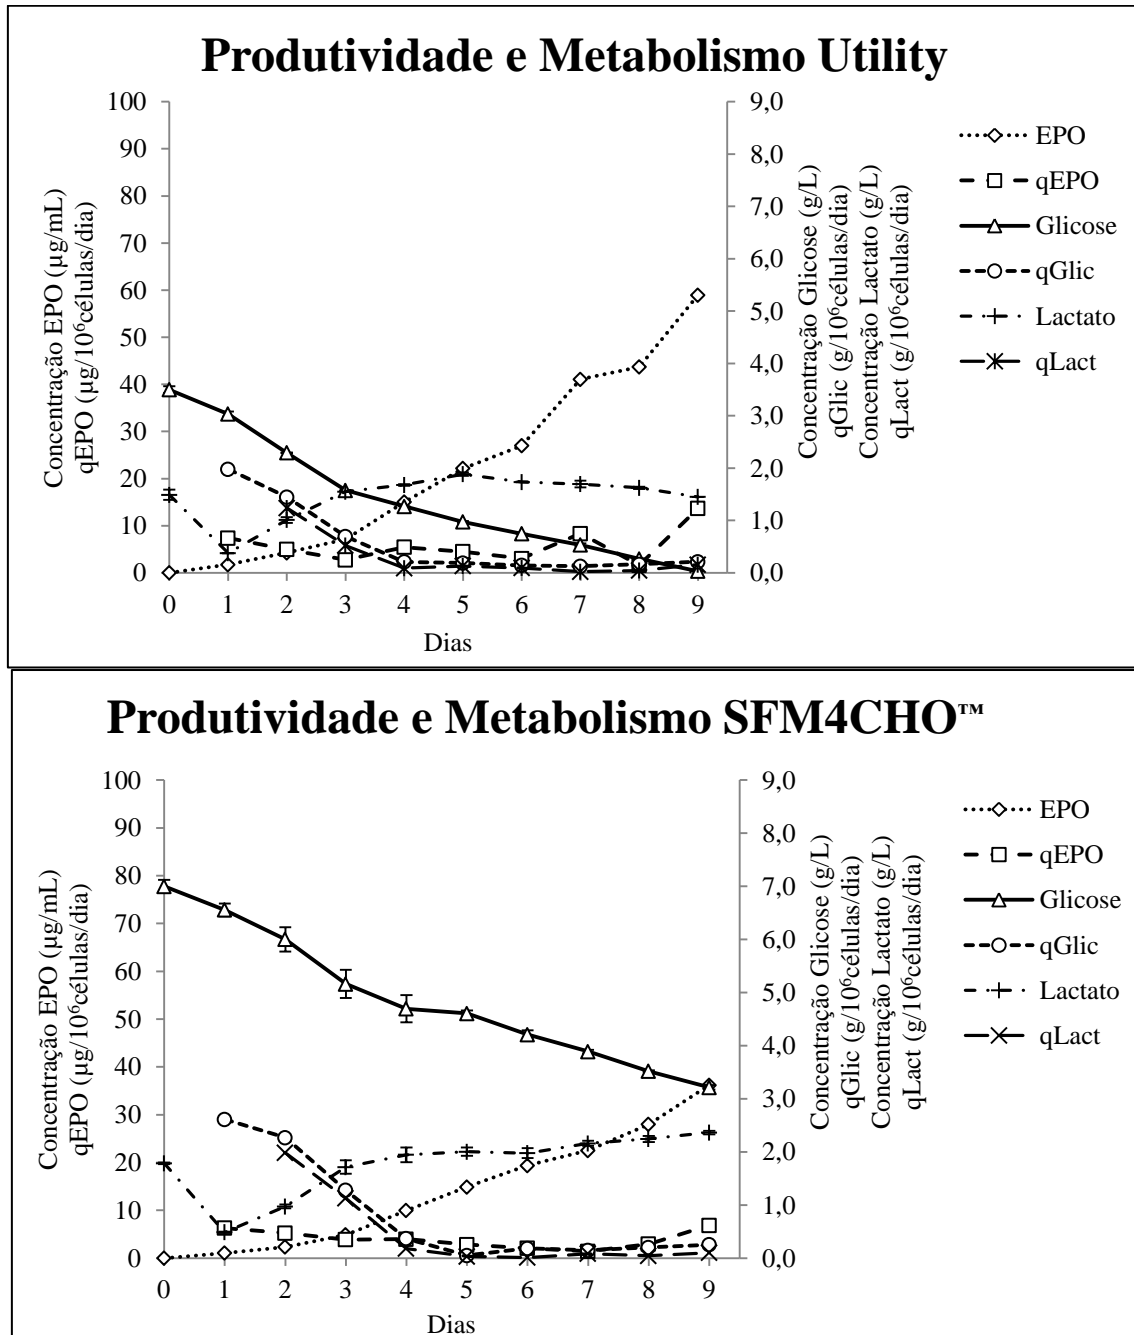 Produtividade e Metabolismo Utility
Concentração EPO (µg/mL)
qEPO (µg/10⁶células/dia)
100
90
80
70
60
50
40
30
20
10
0
0 1 2 3 4 5 6 7 8 9
Dias
9,0
8,0
7,0
6,0
5,0
4,0
3,0
2,0
1,0
0,0
Concentração Glicose (g/L)
qGlic (g/10⁶células/dia)
Concentração Lactato (g/L)
qLact (g/10⁶células/dia)
EPO
qEPO
Glicose
qGlic
Lactato
qLact
Produtividade e Metabolismo SFM4CHO™
Concentração EPO (µg/mL)
qEPO (µg/10⁶células/dia)
100
90
80
70
60
50
40
30
20
10
0
0 1 2 3 4 5 6 7 8 9
Dias
9,0
8,0
7,0
6,0
5,0
4,0
3,0
2,0
1,0
0,0
Concentração Glicose (g/L)
qGlic (g/10⁶células/dia)
Concentração Lactato (g/L)
qLact (g/10⁶células/dia)
EPO
qEPO
Glicose
qGlic
Lactato
qLact